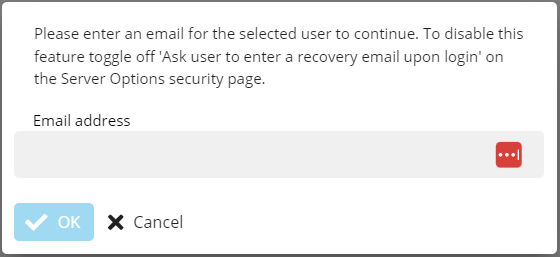 Please enter an email for the selected user to continue. To disable this
feature toggle off 'Ask user to enter a recovery email upon login' on
the Server Options security page.
Email address
OK
Cancel